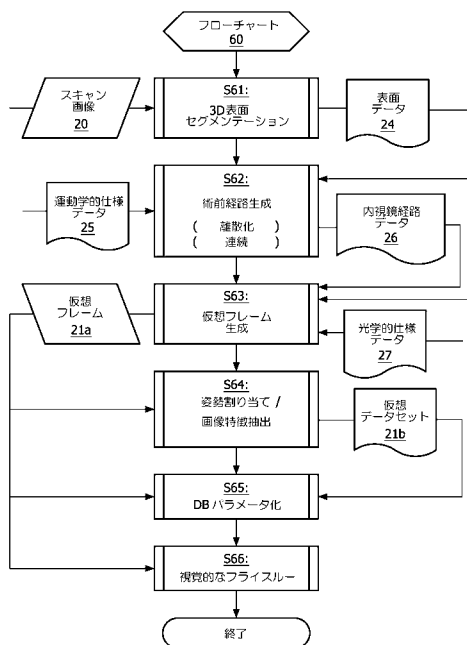 フローチャート
60
スキャン
画像
20
S61:
3D表面
セグメンテーション
表面
データ
24
運動学的仕様
データ
25
S62:
術前経路生成
( 離散化 )
( 連続 )
内視鏡経路
データ
26
仮想
フレーム
21a
S63:
仮想フレーム
生成
光学的仕様
データ
27
S64:
姿勢割り当て /
画像特徴抽出
仮想
データセット
21b
S65:
DB パラメータ化
S66:
視覚的なフライスルー
終了